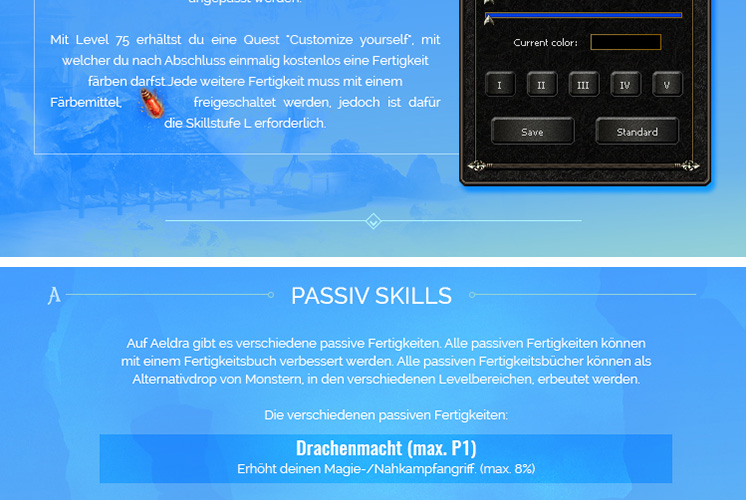 angepasst werden.
Mit Level 75 erhältst du eine Quest "Customize yourself", mit
welcher du nach Abschluss einmalig kostenlos eine Fertigkeit
färben darfst.Jede weitere Fertigkeit muss mit einem
Färbemittel freigeschaltet werden, jedoch ist dafür
die Skillstufe L erforderlich.
Current color:
I II III IV V
Save Standard
PASSIV SKILLS
Auf Aeldra gibt es verschiedene passive Fertigkeiten. Alle passiven Fertigkeiten können
mit einem Fertigkeitsbuch verbessert werden. Alle passiven Fertigkeitsbücher können als
Alternativdrop von Monstern, in den verschiedenen Levelbereichen, erbeutet werden.
Die verschiedenen passiven Fertigkeiten:
Drachenmacht (max. P1)
Erhöht deinen Magie-/Nahkampfangriff. (max. 8%)